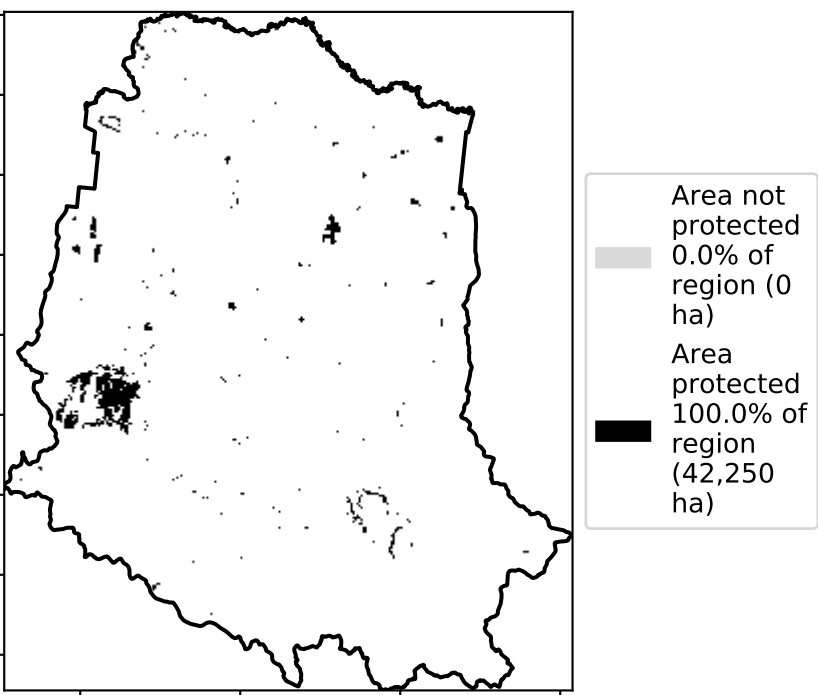 Area not
protected
0.0% of
region (0
ha)
Area
protected
100.0% of
region
(42,250
ha)